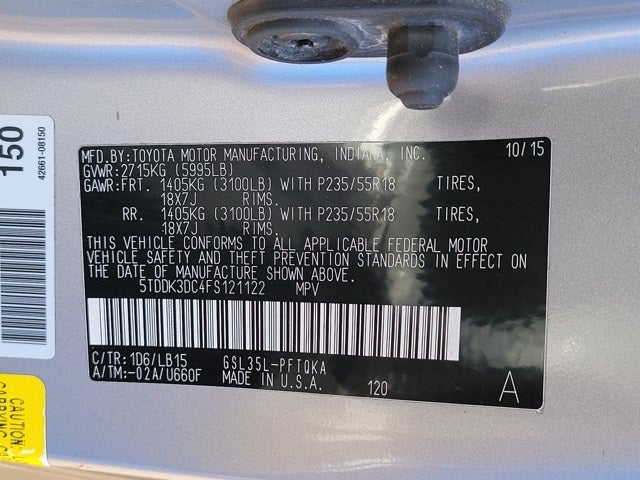 MFD.BY:TOYOTA MOTOR MANUFACTURING, INDIANA, INC. 10/15
GVWR:2715KG (5995LB)
GAWR:FRT. 1405KG (3100LB) WITH P235/55R18 TIRES,
18X7J RIMS.
RR. 1405KG (3100LB) WITH P235/55R18 TIRES,
18X7J RIMS.
THIS VEHICLE CONFORMS TO ALL APPLICABLE FEDERAL MOTOR
VEHICLE SAFETY AND THEFT PREVENTION STANDARDS IN EFFECT ON
THE DATE OF MANUFACTURE SHOWN ABOVE.
5TDDK3DC4FS121122 MPV
C/TR:1D6/LB15 GSL35L-PFTQKA
A/TM:-02A/U660F MADE IN U.S.A. 120 A
150
42661-08150
CAUTION